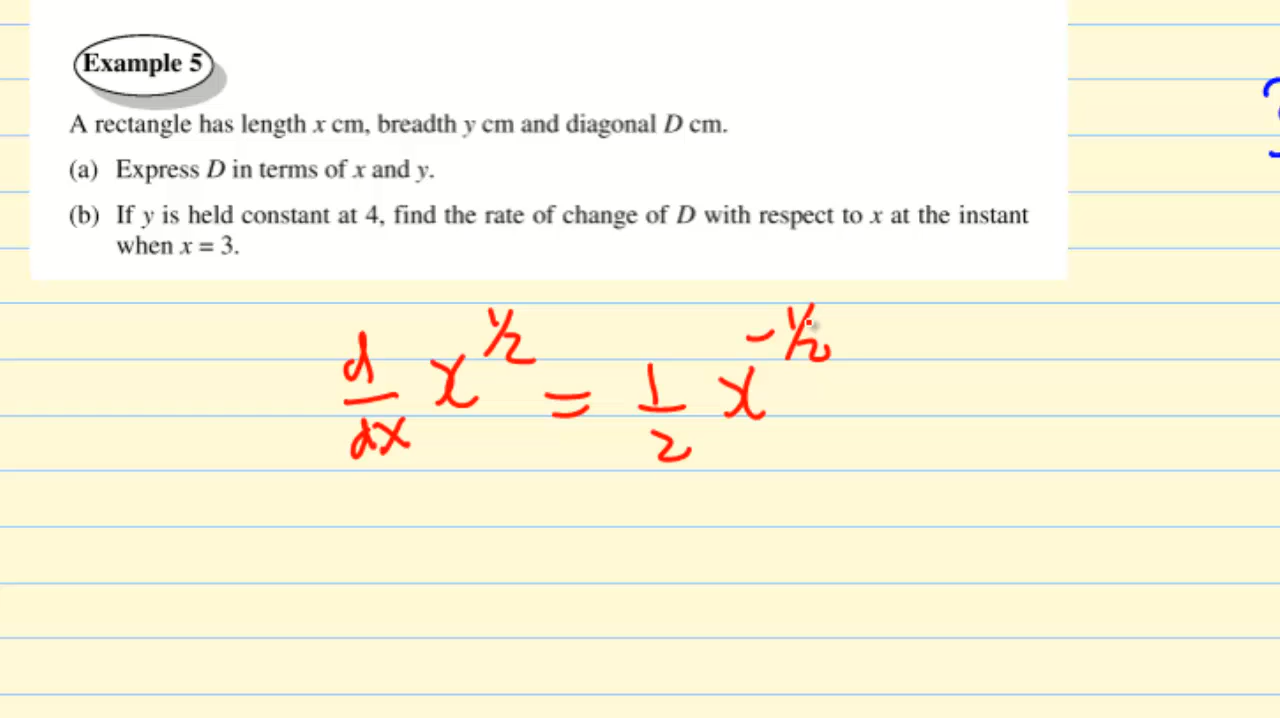 Example 5
A rectangle has length x cm, breadth y cm and diagonal D cm.
(a) Express D in terms of x and y.
(b) If y is held constant at 4, find the rate of change of D with respect to x at the instant
when x = 3.
d/dx x^{1/2} = 1/2 x^{-1/2}